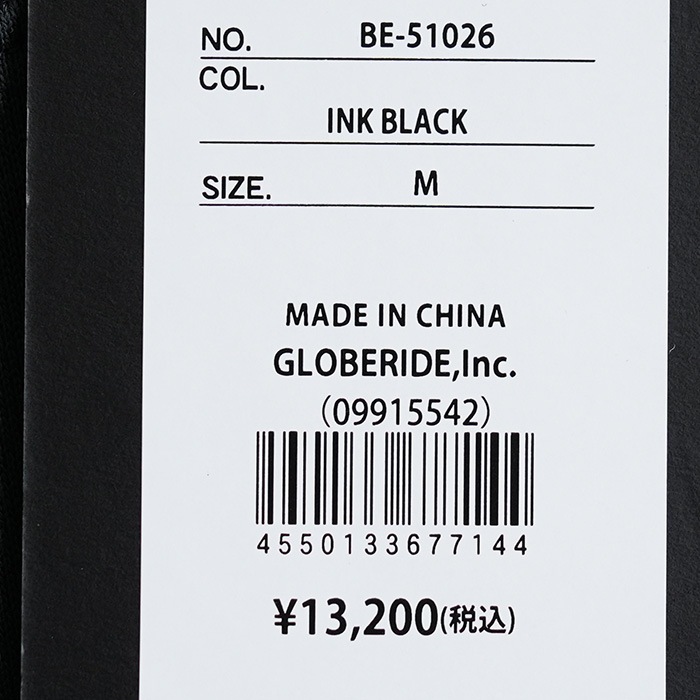 NO. BE-51026
COL.
INK BLACK
SIZE. M
MADE IN CHINA
GLOBERIDE,Inc.
(09915542)
4550133677144
¥13,200(税込)